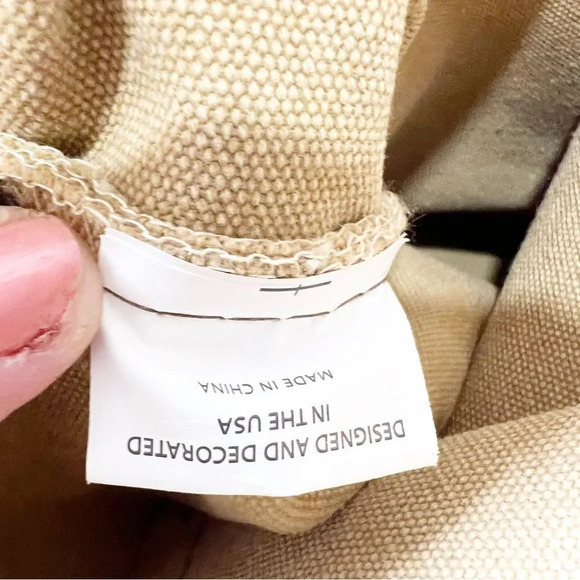 DESIGNED AND DECORATED
IN THE USA
MADE IN CHINA